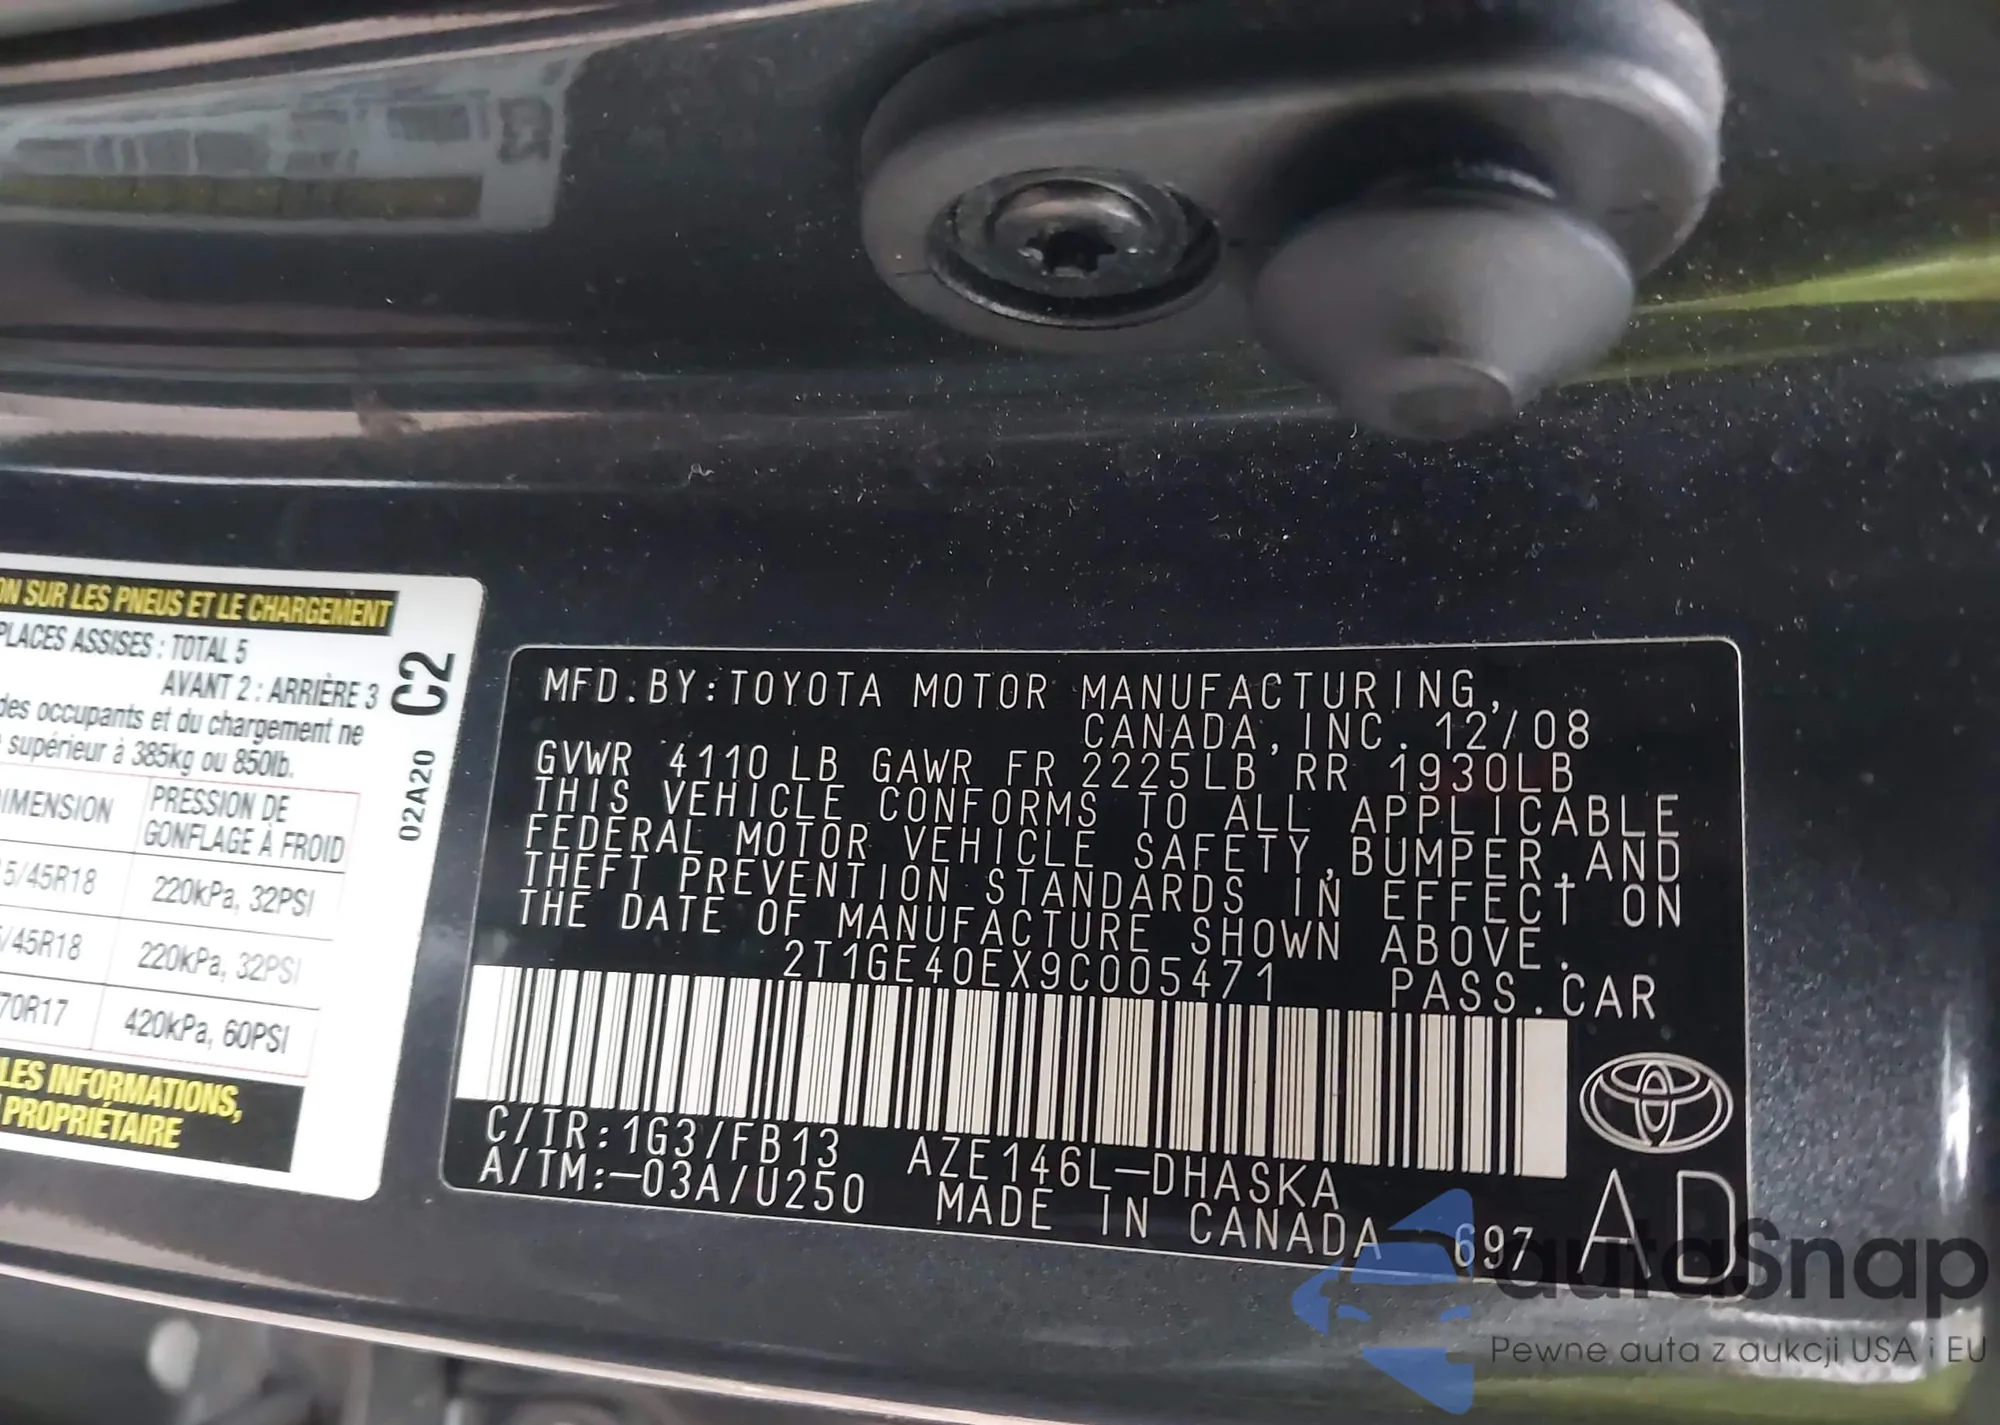 ON SUR LES PNEUS ET LE CHARGEMENT
PLACES ASSISES : TOTAL 5
AVANT 2 : ARRIÈRE 3
des occupants et du chargement ne
supérieur à 385kg ou 850lb.
DIMENSION
PRESSION DE
GONFLAGE À FROID
5/45R18
220kPa, 32PSI
/45R18
220kPa, 32PSI
70R17
420kPa, 60PSI
LES INFORMATIONS,
PROPRIÉTAIRE
C2
02A20
MFD.BY:TOYOTA MOTOR MANUFACTURING,
CANADA,INC. 12/08
GVWR 4110LB GAWR FR 2225LB RR 1930LB
THIS VEHICLE CONFORMS TO ALL APPLICABLE
FEDERAL MOTOR VEHICLE SAFETY,BUMPER,AND
THEFT PREVENTION STANDARDS IN EFFECT ON
THE DATE OF MANUFACTURE SHOWN ABOVE.
2T1GE40EX9C005471 PASS.CAR
C/TR:1G3/FB13 AZE146L-DHASKA
A/TM:-03A/U250 MADE IN CANADA 697
AD
autoSnap
Pewne auta z aukcji USA i EU